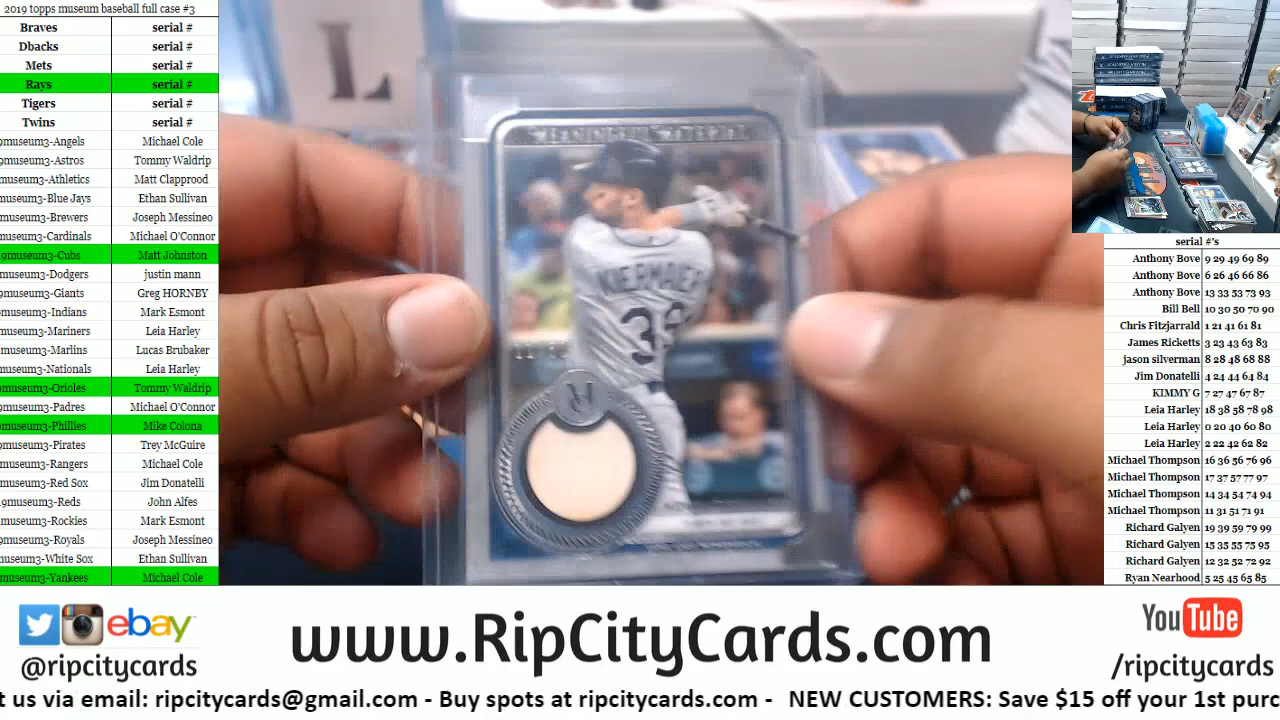 2019 topps museum baseball full case #3
Braves serial #
Dbacks serial #
Mets serial #
Rays serial #
Tigers serial #
Twins serial #
9museum3-Angels Michael Cole
9museum3-Astros Tommy Waldrip
museum3-Athletics Matt Clapprood
museum3-Blue Jays Ethan Sullivan
museum3-Brewers Joseph Messineo
museum3-Cardinals Michael O'Connor
9museum3-Cubs Matt Johnston
museum3-Dodgers justin mann
9museum3-Giants Greg HORNBY
museum3-Indians Mark Esmont
museum3-Mariners Leia Harley
museum3-Marlins Lucas Brubaker
museum3-Nationals Leia Harley
museum3-Orioles Tommy Waldrip
museum3-Padres Michael O'Connor
museum3-Phillies Mike Colona
museum3-Pirates Trey McGuire
museum3-Rangers Michael Cole
museum3-Red Sox Jim Donatelli
19museum3-Reds John Alfes
museum3-Rockies Mark Esmont
museum3-Royals Joseph Messineo
museum3-White Sox Ethan Sullivan
museum3-Yankees Michael Cole
L
KIERMAIER
39
serial #'s
Anthony Bove 9 29 49 69 89
Anthony Bove 6 26 46 66 86
Anthony Bove 13 33 53 73 93
Bill Bell 10 30 50 70 90
Chris Fitzjarrald 1 21 41 61 81
James Ricketts 3 23 43 63 83
jason silverman 8 28 48 68 88
Jim Donatelli 4 24 44 64 84
KIMMY G 7 27 47 67 87
Leia Harley 18 38 58 78 98
Leia Harley 0 20 40 60 80
Leia Harley 2 22 42 62 82
Michael Thompson 16 36 56 76 96
Michael Thompson 17 37 57 77 97
Michael Thompson 14 34 54 74 94
Michael Thompson 11 31 51 71 91
Richard Galyen 19 39 59 79 99
Richard Galyen 15 35 55 75 95
Richard Galyen 12 32 52 72 92
Ryan Nearhood 5 25 45 65 85
ebay
@ripcitycards
www.RipCityCards.com
YouTube
/ripcitycards
t us via email: ripcitycards@gmail.com - Buy spots at ripcitycards.com - NEW CUSTOMERS: Save $15 off your 1st purc